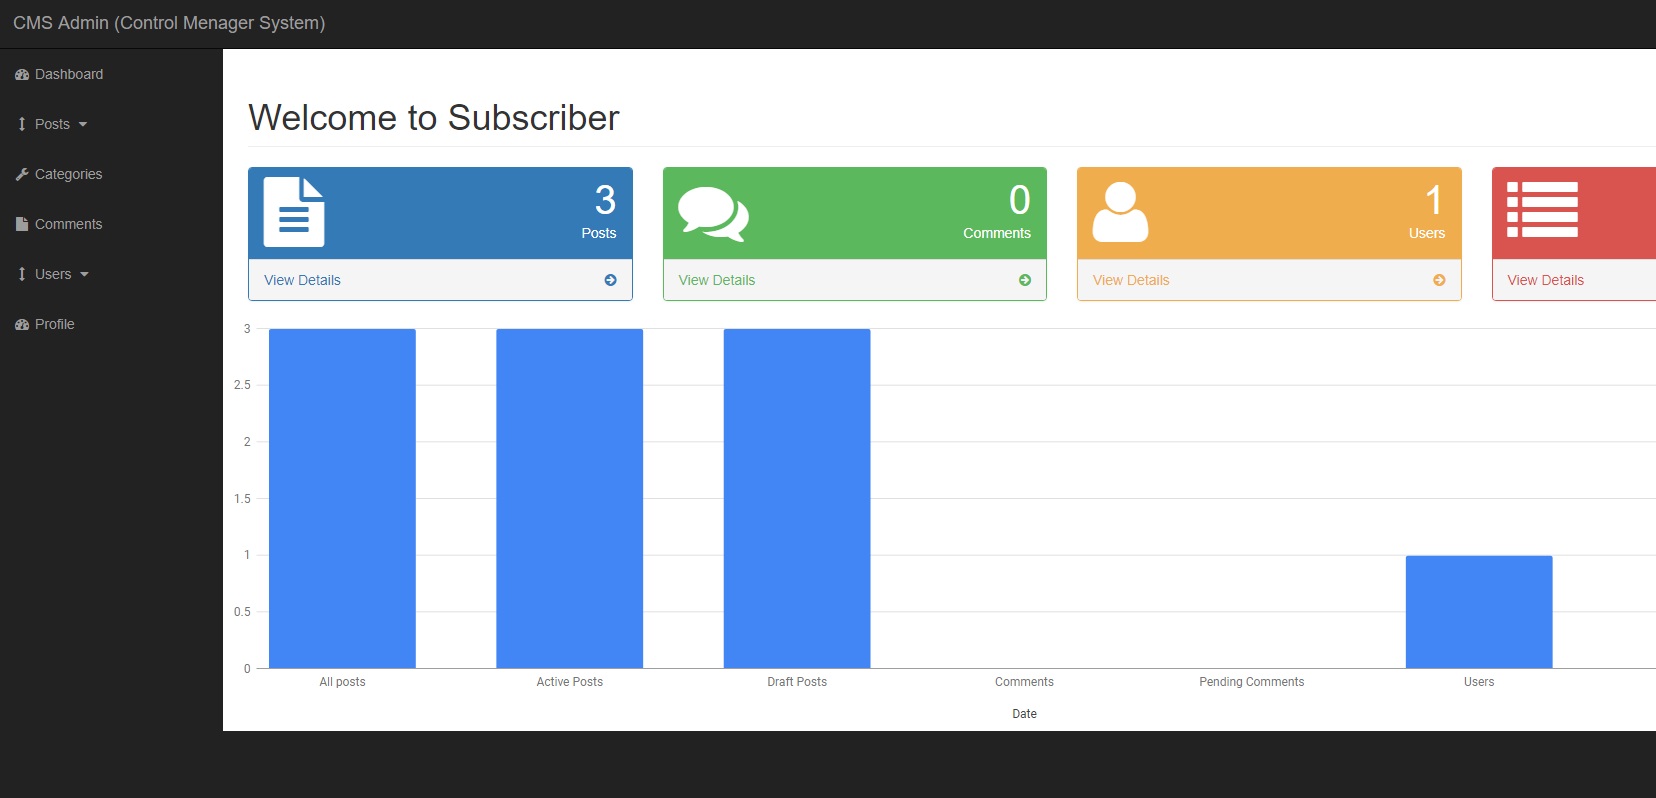 CMS Admin (Control Menager System)
Dashboard
Posts
Categories
Comments
Users
Profile
Welcome to Subscriber
3
Posts
View Details
0
Comments
View Details
1
Users
View Details
View Details
3
2.5
2
1.5
1
0.5
0
All posts
Active Posts
Draft Posts
Comments
Pending Comments
Users
Date